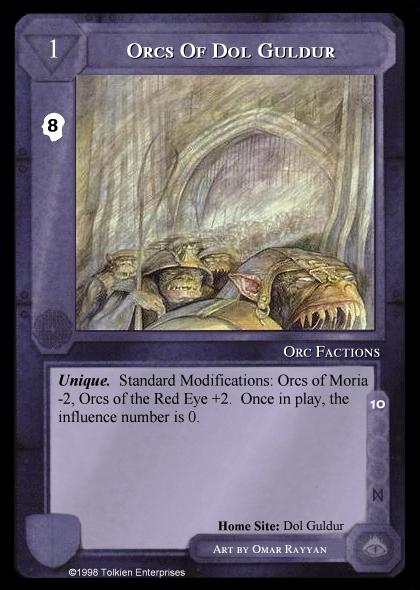 1
ORCS OF DOL GULDUR
8
ORC FACTIONS
Unique. Standard Modifications: Orcs of Moria
-2, Orcs of the Red Eye +2. Once in play, the
influence number is 0.
10
Home Site: Dol Guldur
ART BY OMAR RAYYAN
©1998 Tolkien Enterprises